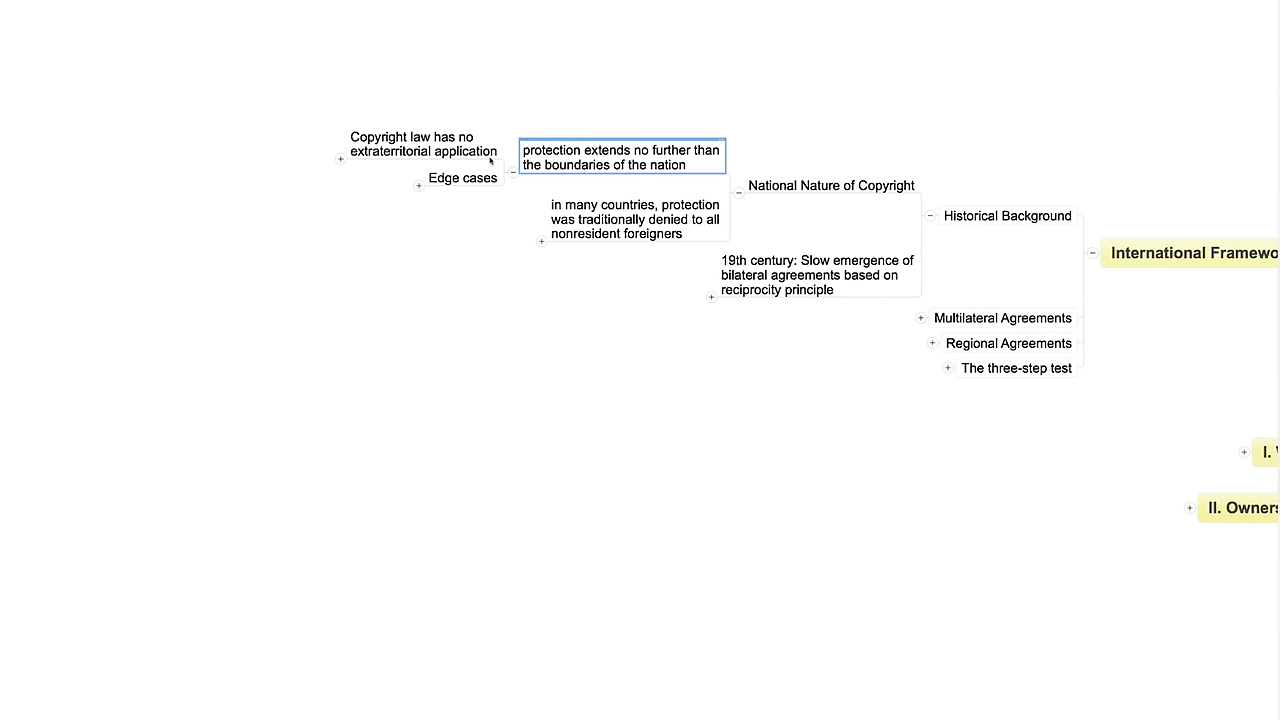 Copyright law has no
extraterritorial application
Edge cases
protection extends no further than
the boundaries of the nation
in many countries, protection
was traditionally denied to all
nonresident foreigners
National Nature of Copyright
19th century: Slow emergence of
bilateral agreements based on
reciprocity principle
Historical Background
Multilateral Agreements
Regional Agreements
The three-step test
International Framewo
I.
II. Owners